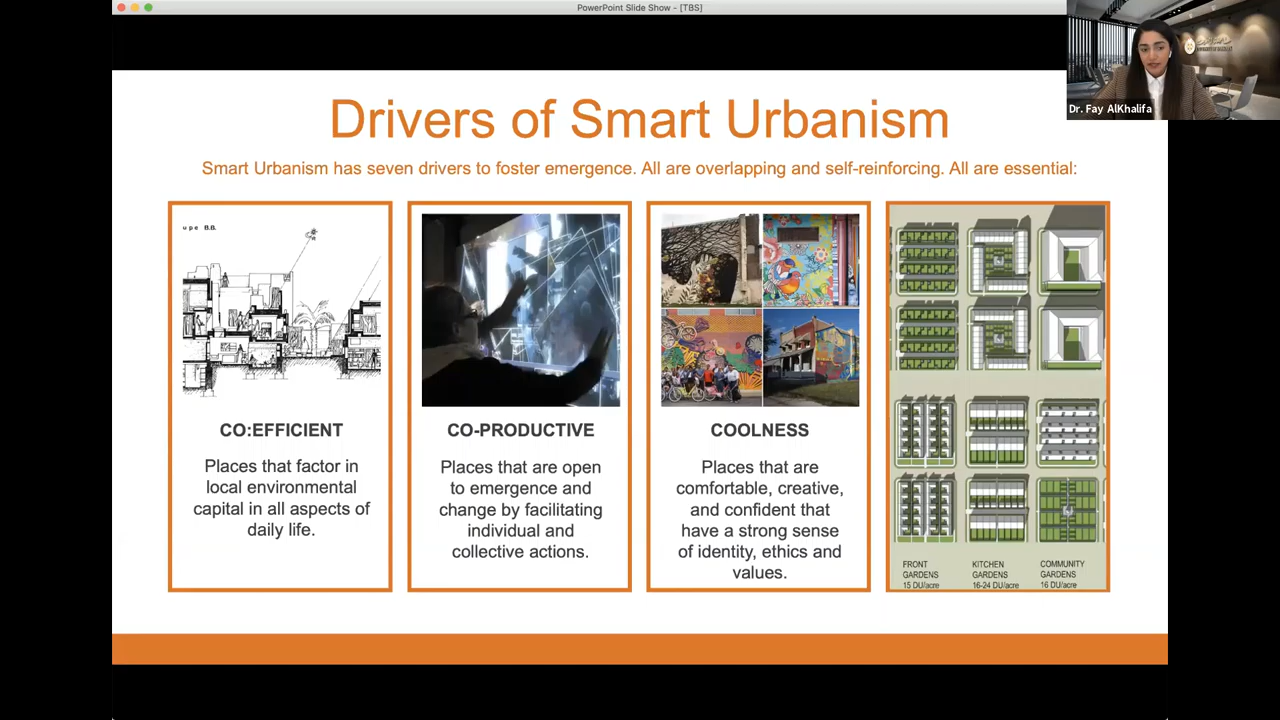 PowerPoint Slide Show - [TBS]
Dr. Fay AlKhalifa
Drivers of Smart Urbanism
Smart Urbanism has seven drivers to foster emergence. All are overlapping and self-reinforcing. All are essential:
upe B.B.
CO:EFFICIENT
Places that factor in
local environmental
capital in all aspects of
daily life.
CO-PRODUCTIVE
Places that are open
to emergence and
change by facilitating
individual and
collective actions.
COOLNESS
Places that are
comfortable, creative,
and confident that
have a strong sense
of identity, ethics and
values.
FRONT
GARDENS
15 DU/acre
KITCHEN
GARDENS
16-24 DU/acre
COMMUNITY
GARDENS
16 DU/acre